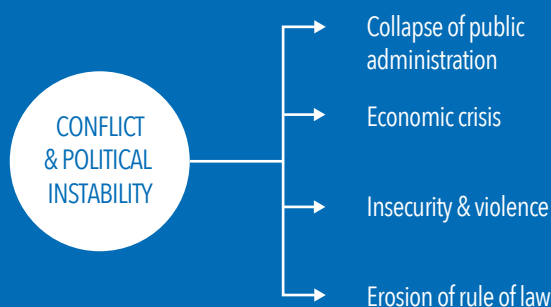 CONFLICT
& POLITICAL
INSTABILITY
Collapse of public
administration
Economic crisis
Insecurity & violence
Erosion of rule of law